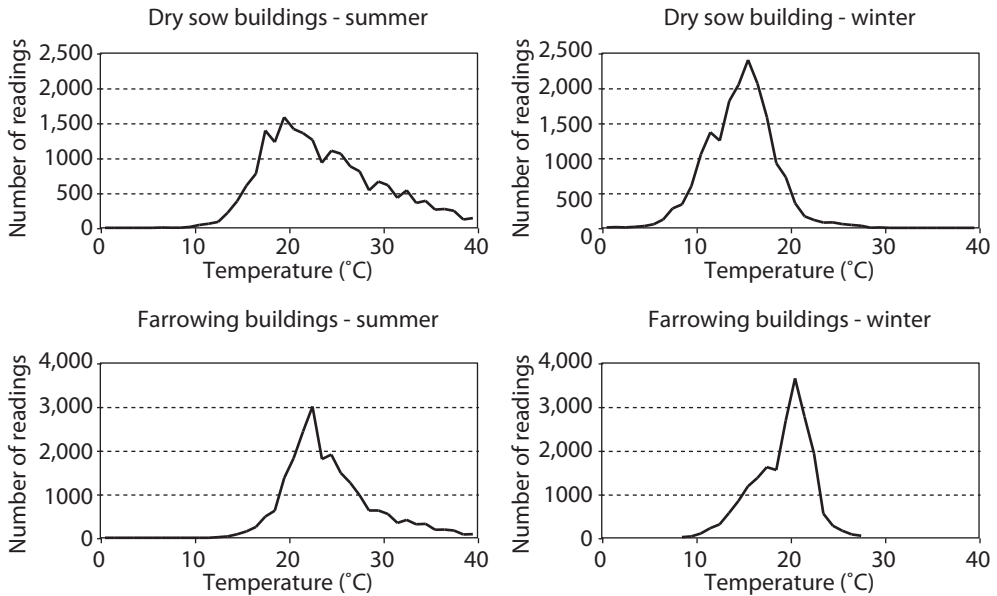 Dry sow buildings - summer
Number of readings
2,500
2,000
1,500
1000
500
0
0 10 20 30 40
Temperature (˚C)
Dry sow building - winter
Number of readings
2,500
2,000
1,500
1000
500
0
0 10 20 30 40
Temperature (˚C)
Farrowing buildings - summer
Number of readings
4,000
3,000
2,000
1000
0
0 10 20 30 40
Temperature (˚C)
Farrowing buildings - winter
Number of readings
4,000
3,000
2,000
1000
0
0 10 20 30 40
Temperature (˚C)